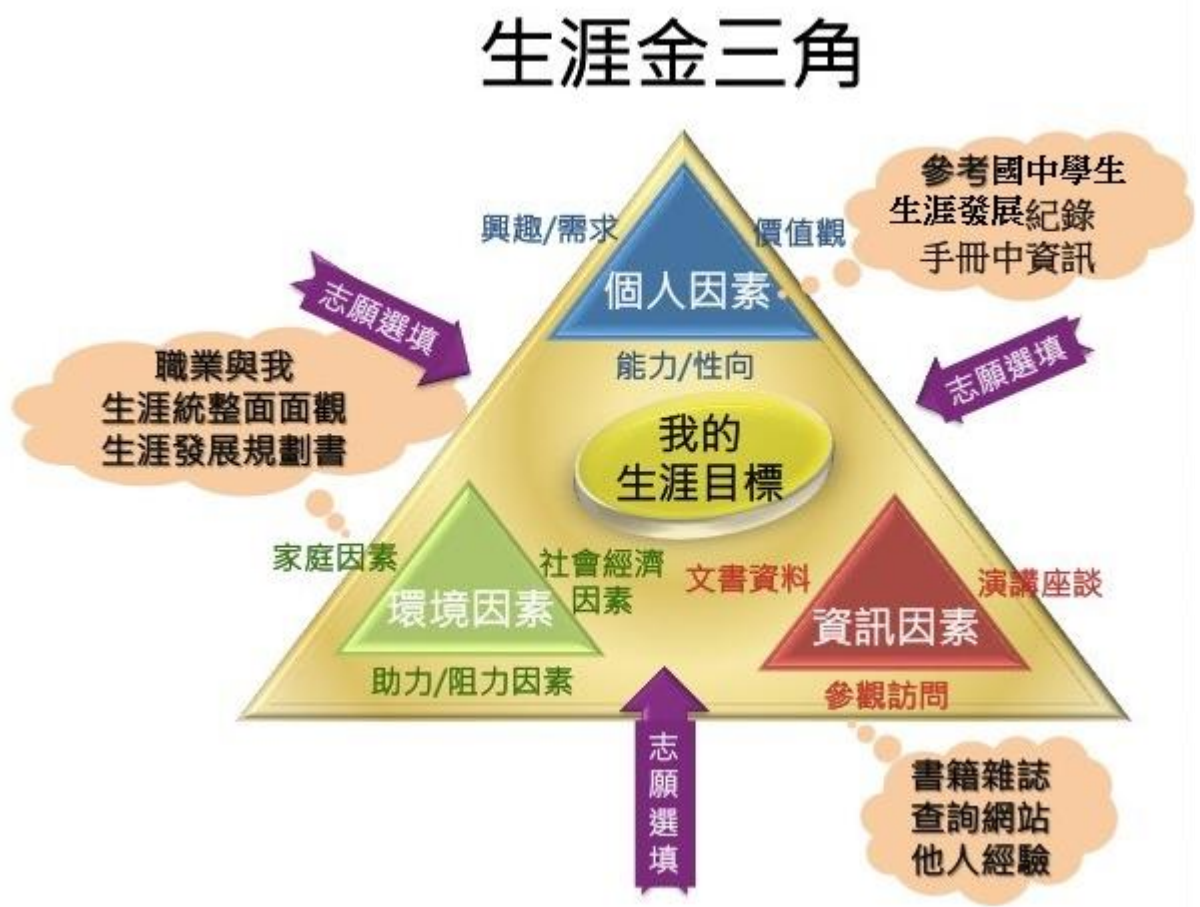 生涯金三角
參考國中學生
生涯發展紀錄
手冊中資訊
興趣/需求
價值觀
個人因素
能力/性向
志願選填
志願選填
職業與我
生涯統整面面觀
生涯發展規劃書
我的
生涯目標
家庭因素
社會經濟
因素
環境因素
助力/阻力因素
文書資料
演講座談
資訊因素
參觀訪問
志願選填
書籍雜誌
查詢網站
他人經驗